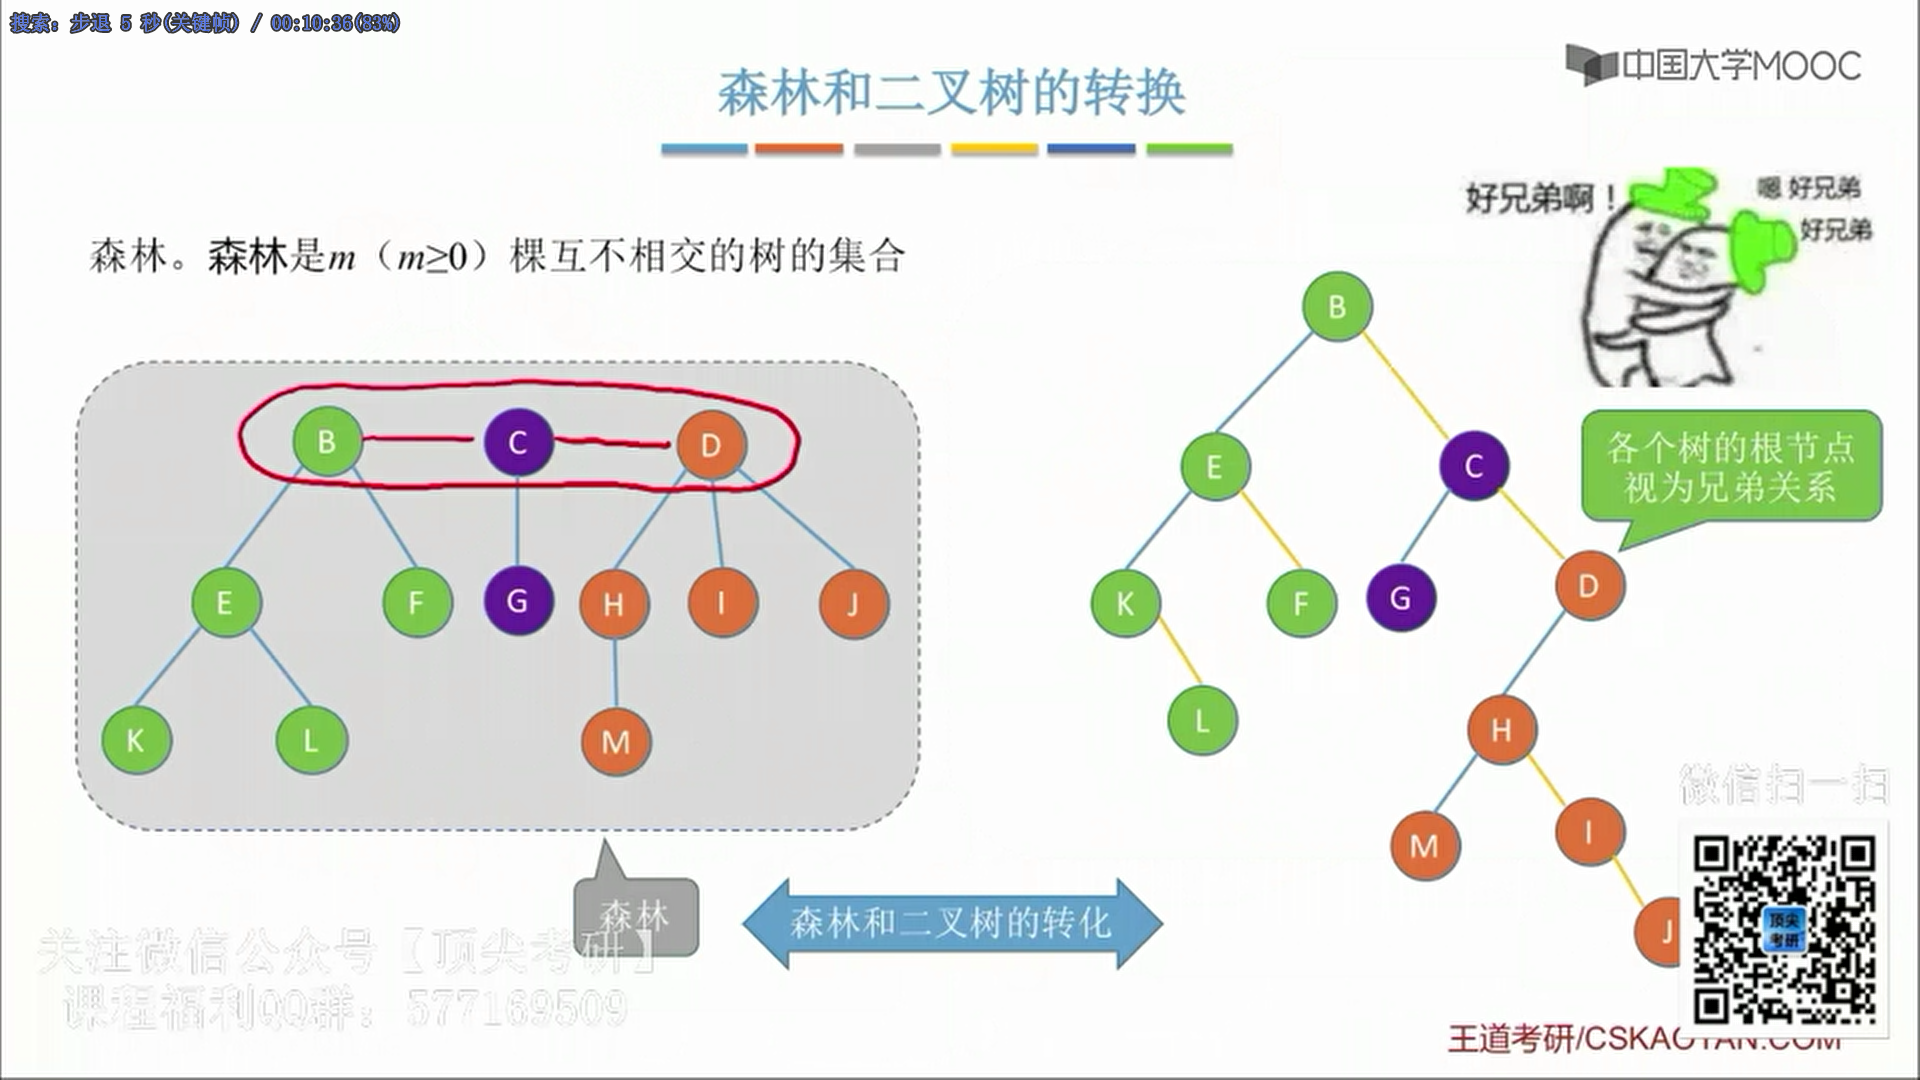 搜索: 步退 5 秒(关键帧) / 00:10:36(83%)
中国大学MOOC
森林和二叉树的转换
好兄弟啊！
嗯 好兄弟
好兄弟
森林。森林是m（m≥0）棵互不相交的树的集合
B C D
E F G H I J
K L M
森林
B
E C
K F G D
L H
M I
J
各个树的根节点
视为兄弟关系
森林和二叉树的转化
微信扫一扫
顶尖
考研
关注微信公众号【顶尖考研】
课程福利QQ群：577169509
王道考研/CSKAOYAN.COM